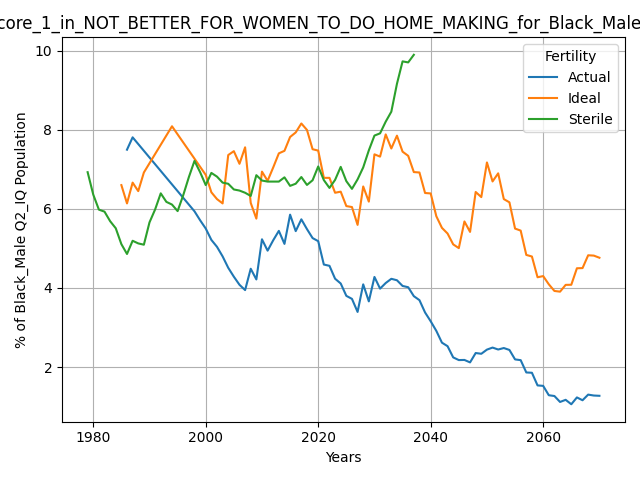 core_1_in_NOT_BETTER_FOR_WOMEN_TO_DO_HOME_MAKING_for_Black_Male
Fertility
Actual
Ideal
Sterile
% of Black_Male Q2_IQ Population
10
8
6
4
2
1980
2000
2020
2040
2060
Years